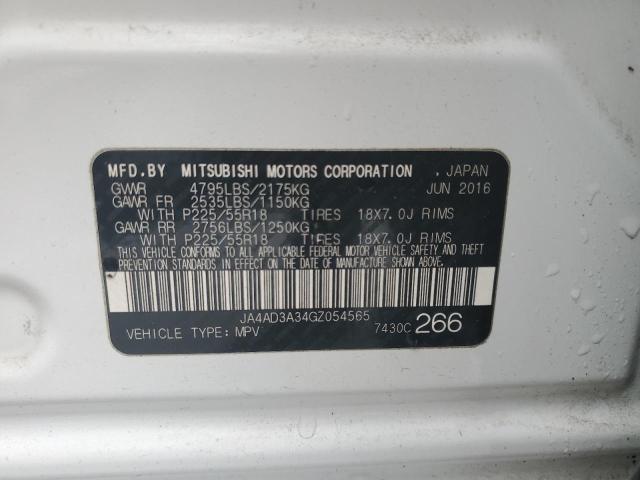 MFD.BY MITSUBISHI MOTORS CORPORATION . JAPAN
GVWR 4795LBS/2175KG JUN 2016
GAWR FR 2535LBS/1150KG
WITH P225/55R18 TIRES 18X7.0J RIMS
GAWR RR 2756LBS/1250KG
WITH P225/55R18 TIRES 18X7.0J RIMS
THIS VEHICLE CONFORMS TO ALL APPLICABLE FEDERAL MOTOR VEHICLE SAFETY AND THEFT
PREVENTION STANDARDS IN EFFECT ON THE DATE OF MANUFACTURE SHOWN ABOVE.
JA4AD3A34GZ054565
VEHICLE TYPE: MPV 7430C 266